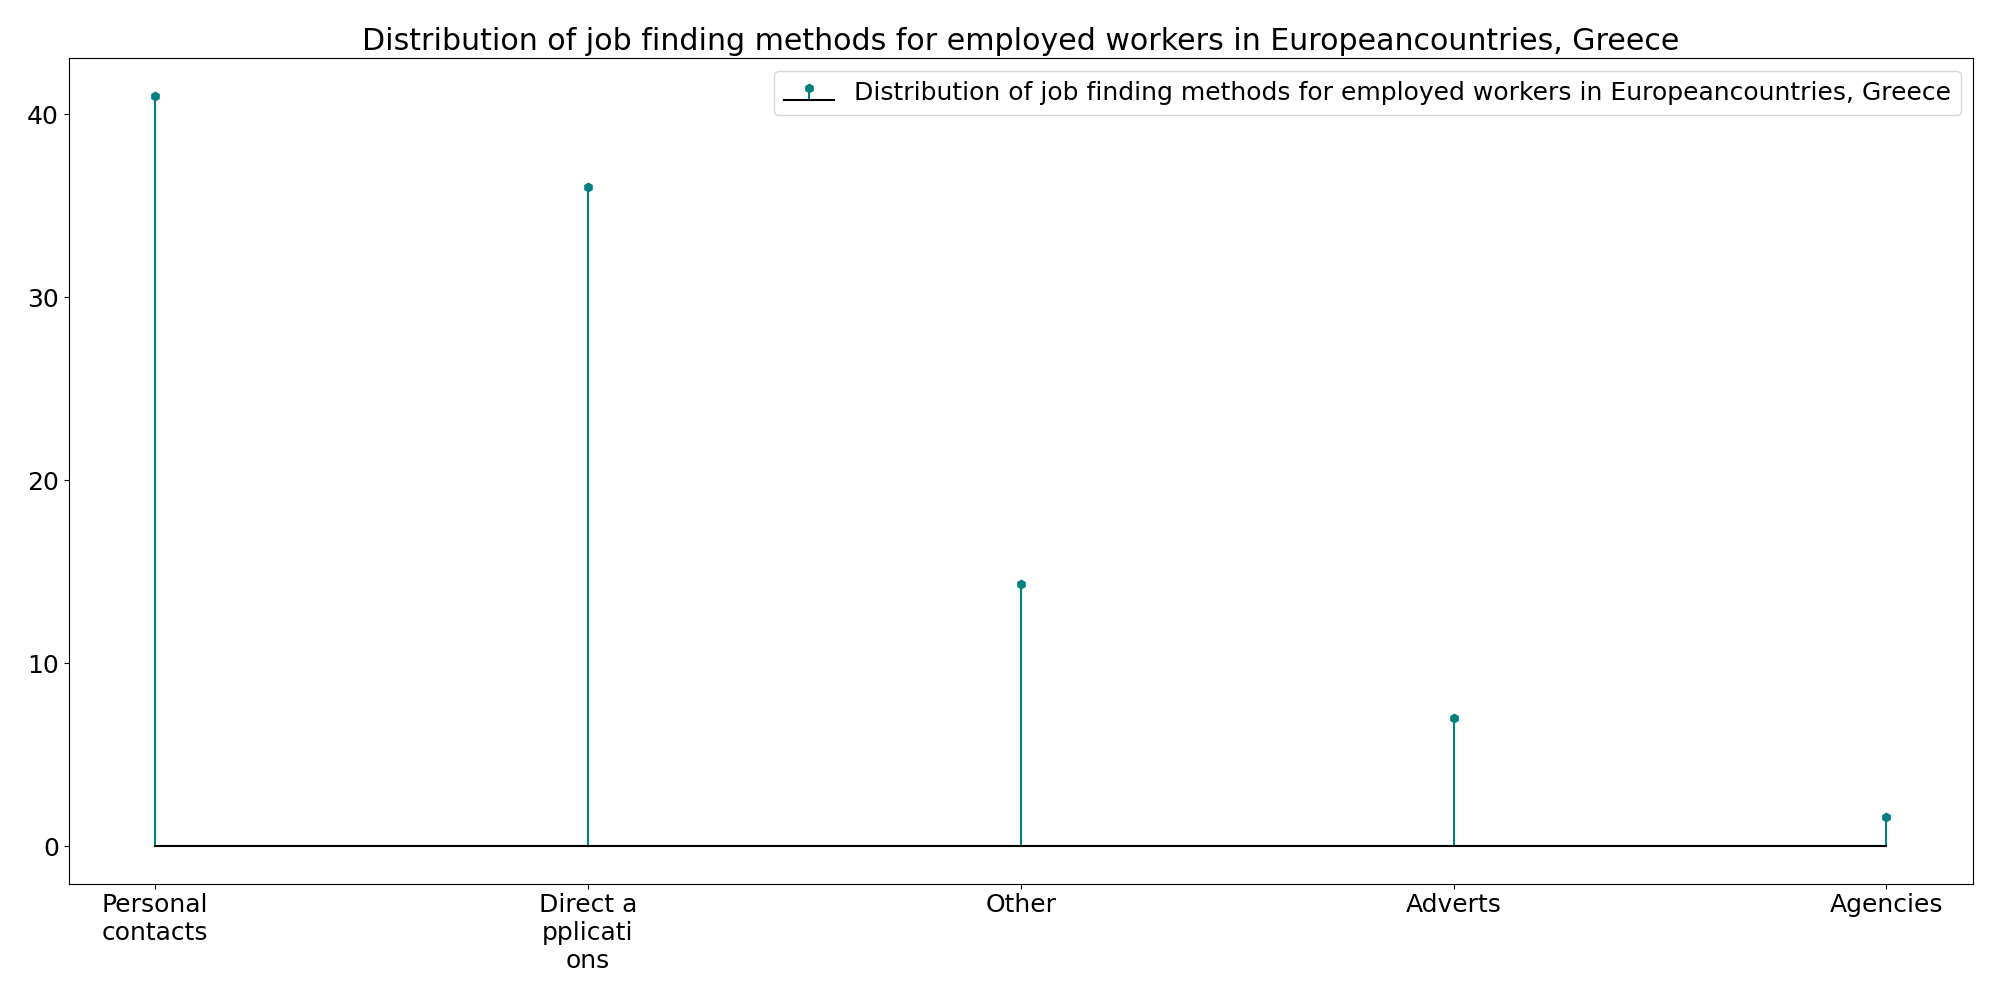 Distribution of job finding methods for employed workers in Europeancountries, Greece
Distribution of job finding methods for employed workers in Europeancountries, Greece
40
30
20
10
0
Personal
contacts
Direct a
pplicati
ons
Other
Adverts
Agencies